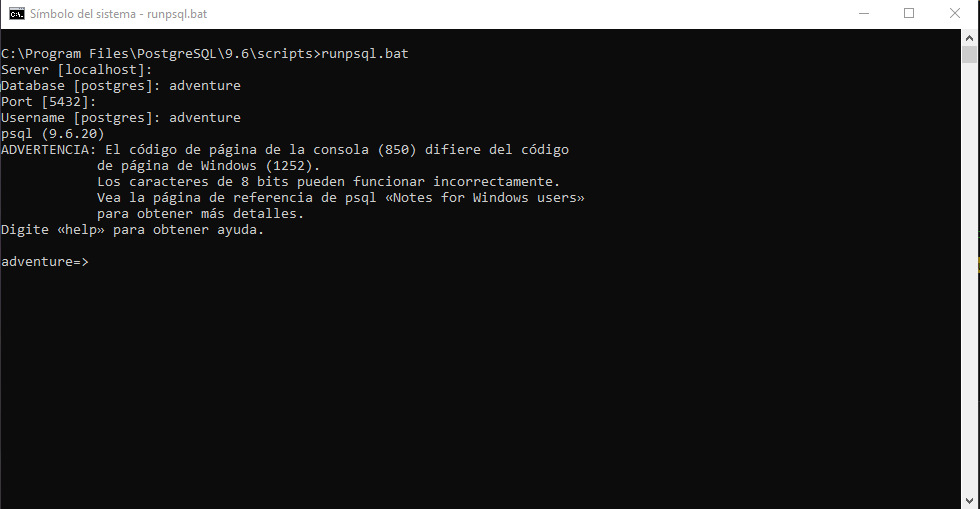 Símbolo del sistema - runpsql.bat
C:\Program Files\PostgreSQL\9.6\scripts>runpsql.bat
Server [localhost]:
Database [postgres]: adventure
Port [5432]:
Username [postgres]: adventure
psql (9.6.20)
ADVERTENCIA: El código de página de la consola (850) difiere del código
            de página de Windows (1252).
            Los caracteres de 8 bits pueden funcionar incorrectamente.
            Vea la página de referencia de psql «Notes for Windows users»
            para obtener más detalles.
Digite «help» para obtener ayuda.
adventure=>